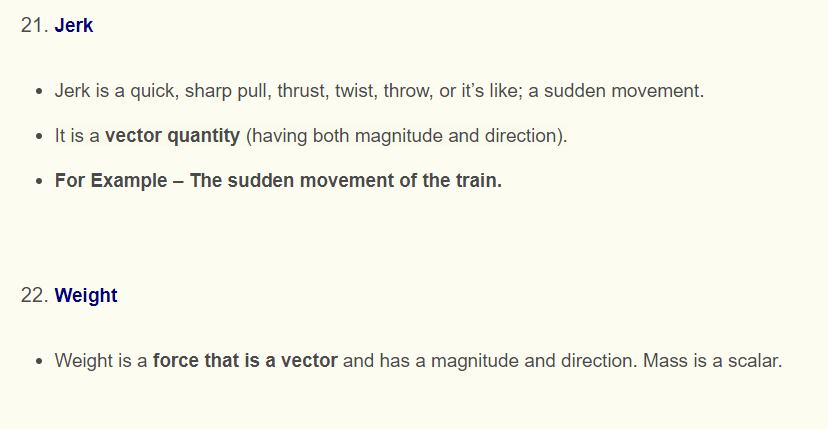 21. Jerk
• Jerk is a quick, sharp pull, thrust, twist, throw, or it’s like; a sudden movement.
• It is a vector quantity (having both magnitude and direction).
• For Example – The sudden movement of the train.
22. Weight
• Weight is a force that is a vector and has a magnitude and direction. Mass is a scalar.